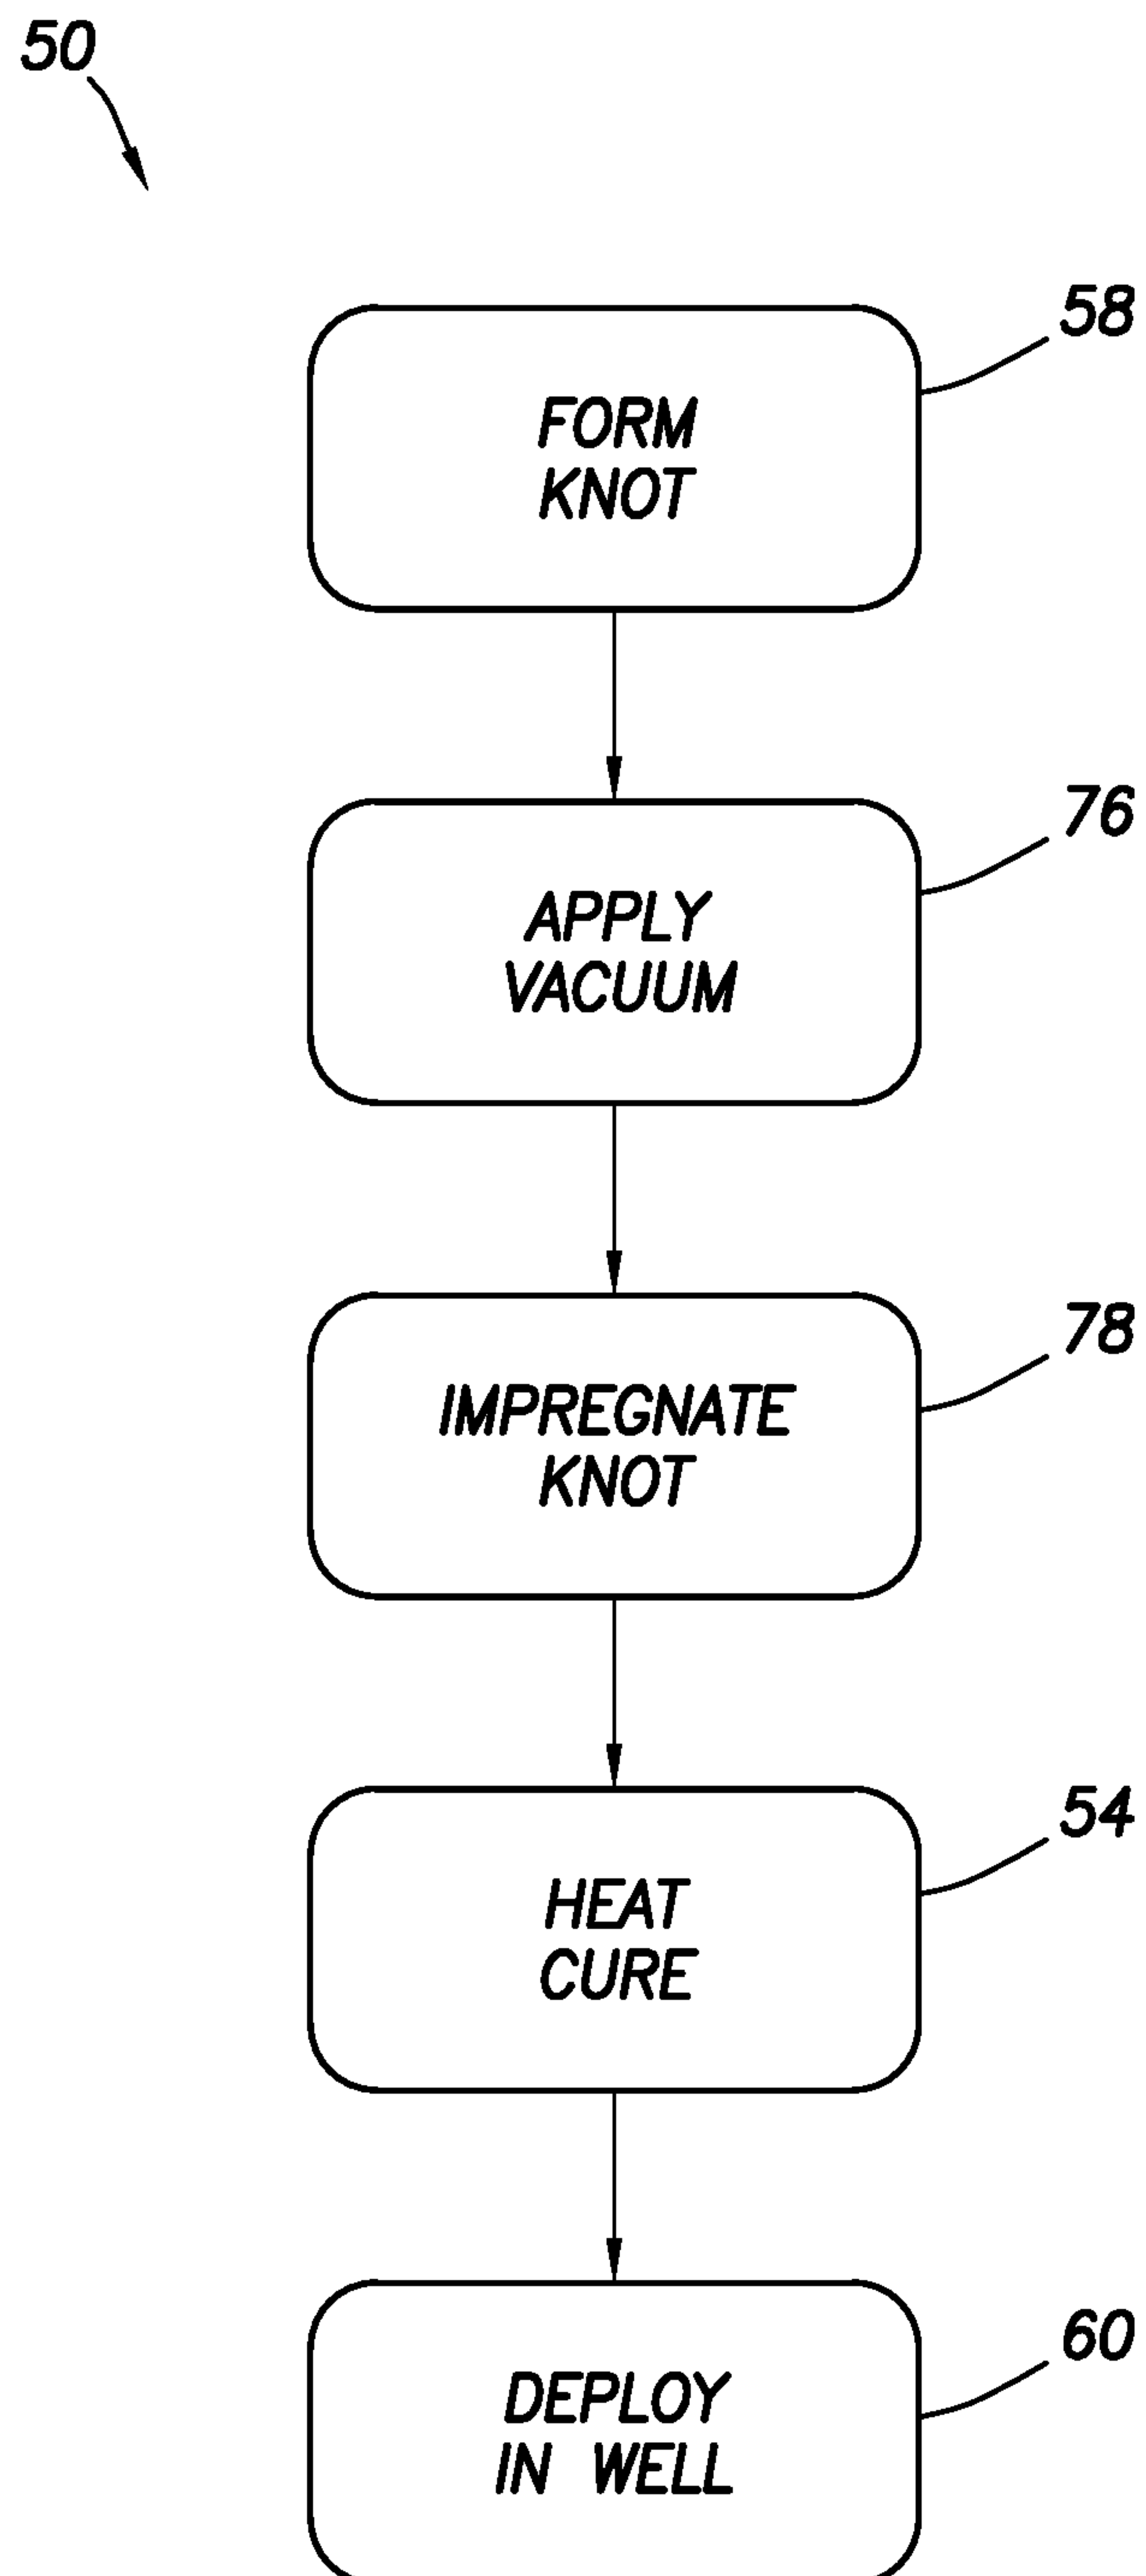 50
58
FORM
KNOT
76
APPLY
VACUUM
78
IMPREGNATE
KNOT
54
HEAT
CURE
60
DEPLOY
IN WELL